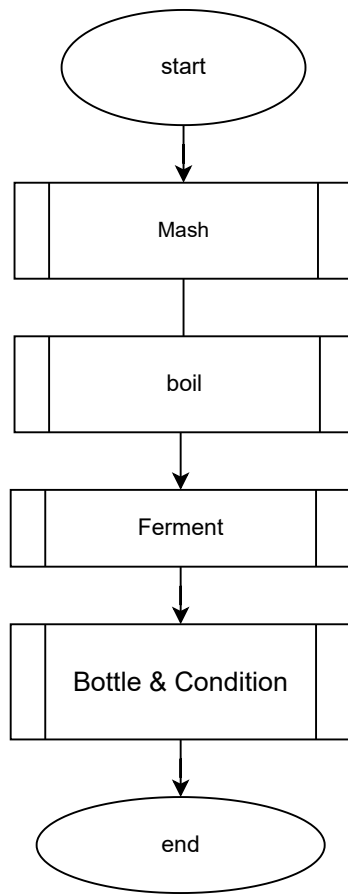 start
Mash
boil
Ferment
Bottle & Condition
end